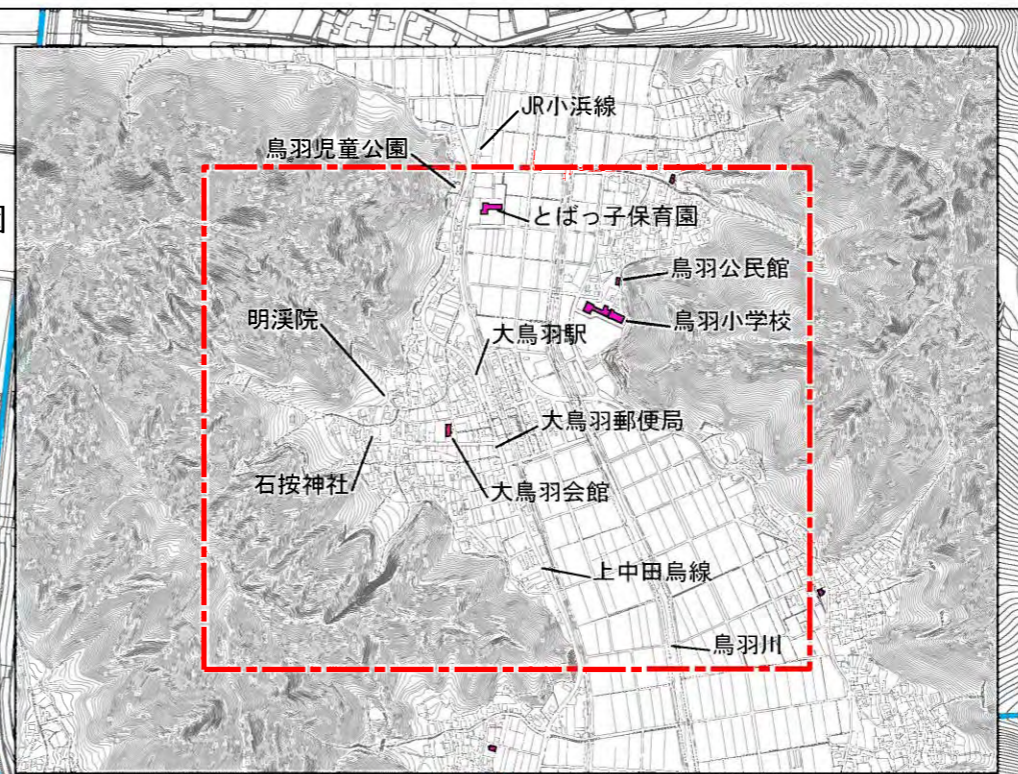 JR小浜線
鳥羽児童公園
とばっ子保育園
鳥羽公民館
鳥羽小学校
明渓院
大鳥羽駅
大鳥羽郵便局
石按神社
大鳥羽会館
上中田烏線
鳥羽川